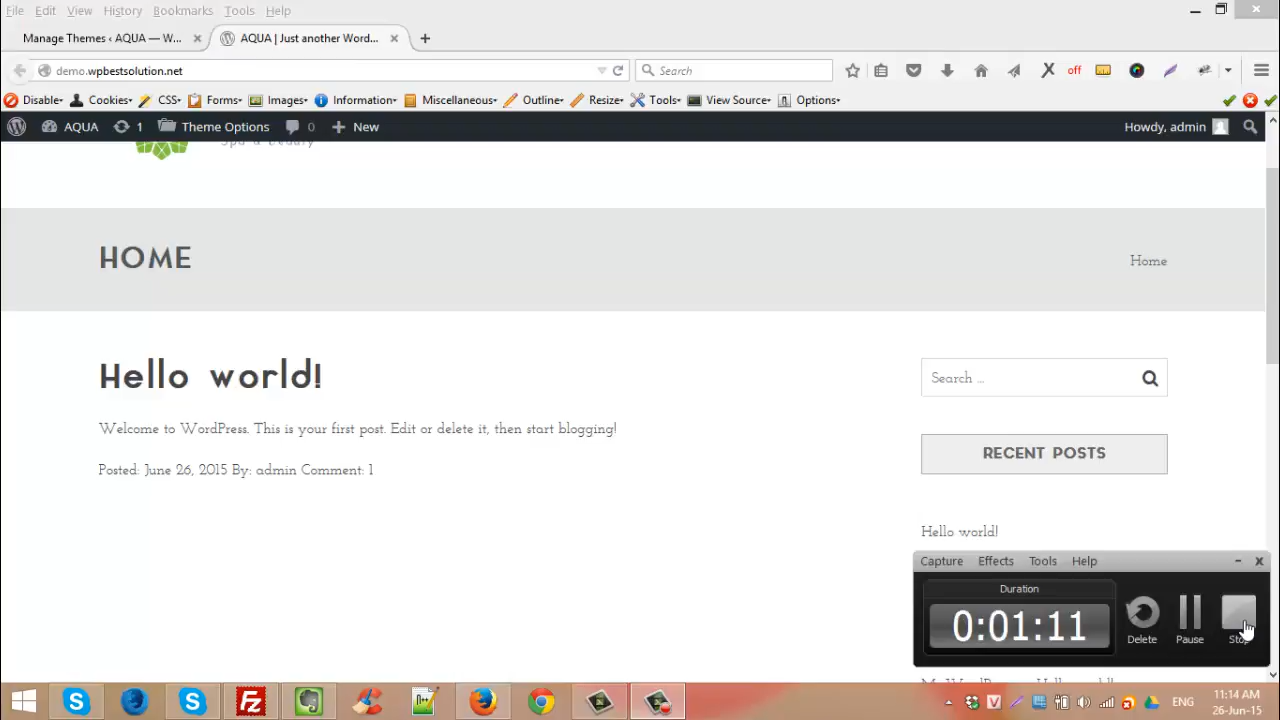 File Edit View History Bookmarks Tools Help
Manage Themes ‹ AQUA — W... × AQUA | Just another Word... × +
demo.wpbestsolution.net Search off
Disable Cookies CSS Forms Images Information Miscellaneous Outline Resize Tools View Source Options
AQUA 1 Theme Options 0 New Howdy, admin
Spa & Beauty
HOME
Home
Hello world!
Search ...
Welcome to WordPress. This is your first post. Edit or delete it, then start blogging!
RECENT POSTS
Posted: June 26, 2015 By: admin Comment: 1
Hello world!
Capture Effects Tools Help
Duration
0:01:11
Delete Pause Stop
ENG
11:14 AM
26-Jun-15